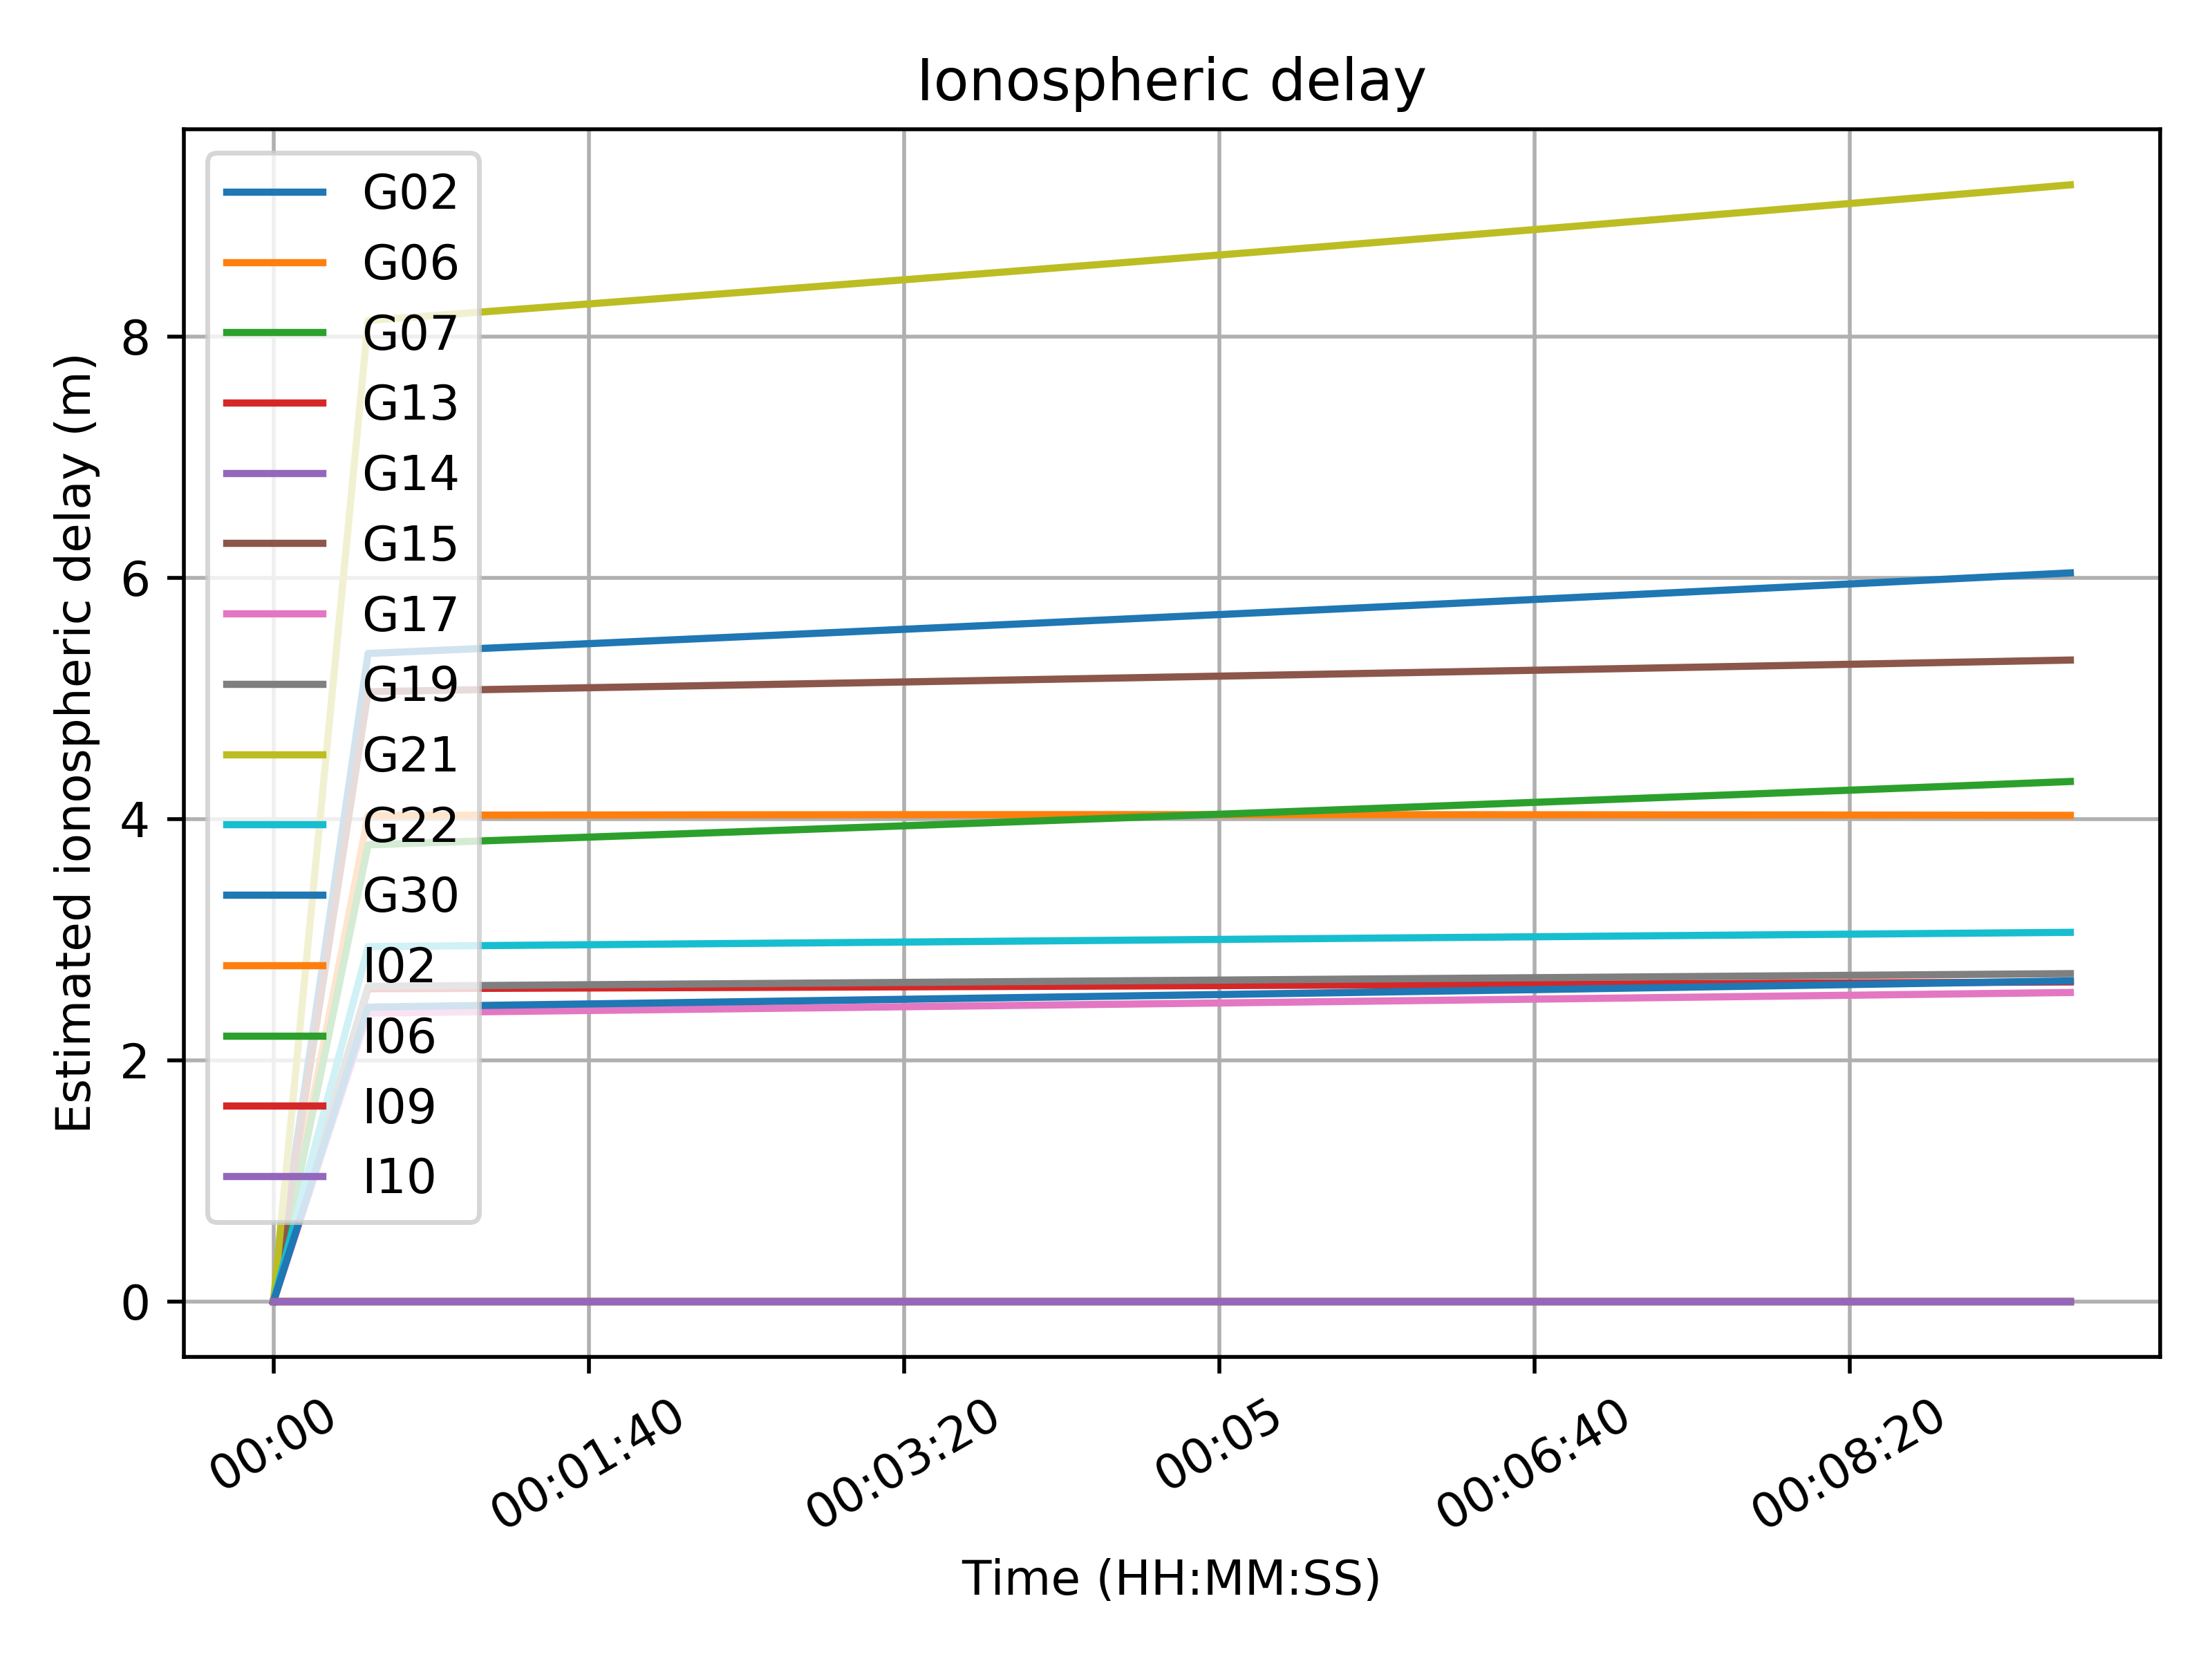 Ionospheric delay
Estimated ionospheric delay (m)
8
6
4
2
0
G02
G06
G07
G13
G14
G15
G17
G19
G21
G22
G30
I02
I06
I09
I10
00:00
00:01:40
00:03:20
00:05
00:06:40
00:08:20
Time (HH:MM:SS)